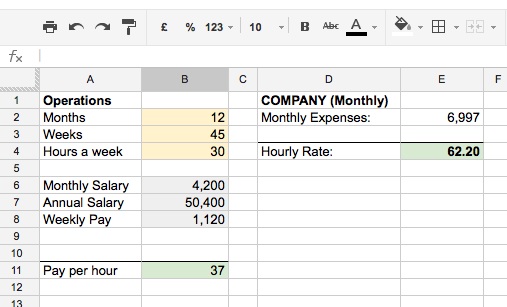 £ % 123 10 B Abc A
fx
A B C D E F
1 Operations COMPANY (Monthly)
2 Months 12 Monthly Expenses: 6,997
3 Weeks 45
4 Hours a week 30 Hourly Rate: 62.20
5
6 Monthly Salary 4,200
7 Annual Salary 50,400
8 Weekly Pay 1,120
9
10
11 Pay per hour 37
12
13